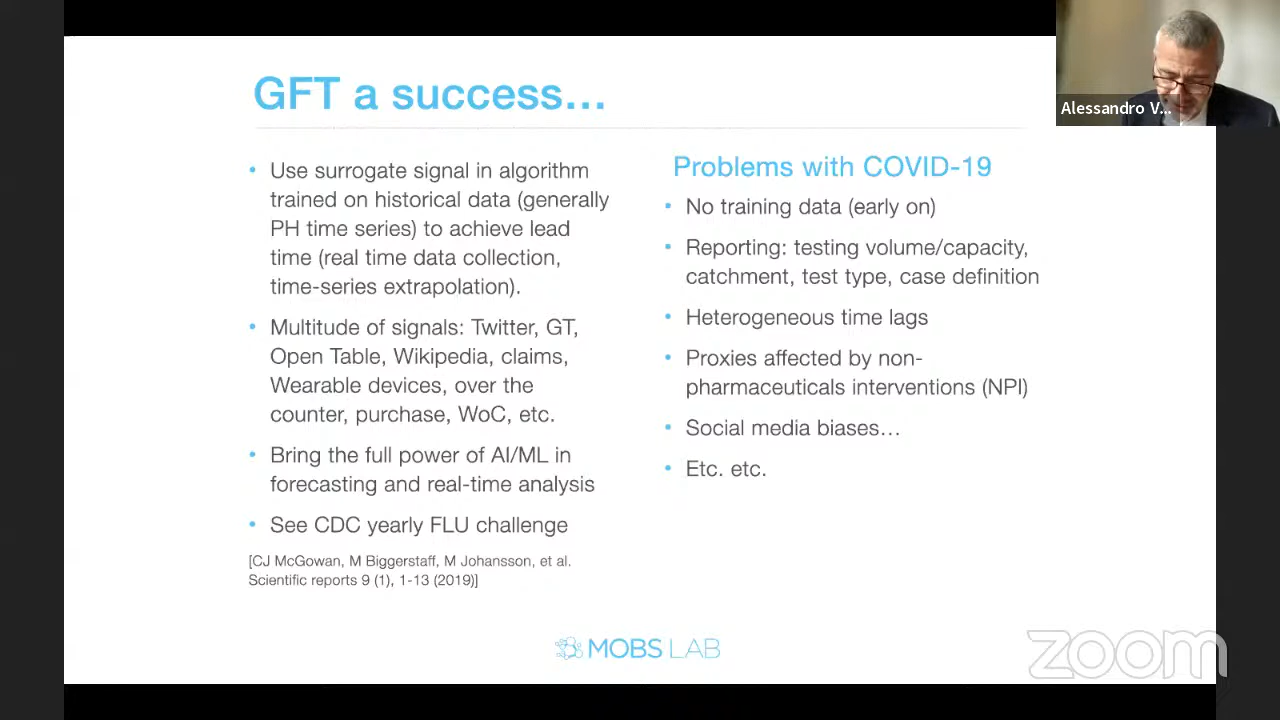 GFT a success...
• Use surrogate signal in algorithm
trained on historical data (generally
PH time series) to achieve lead
time (real time data collection,
time-series extrapolation).
• Multitude of signals: Twitter, GT,
Open Table, Wikipedia, claims,
Wearable devices, over the
counter, purchase, WoC, etc.
• Bring the full power of AI/ML in
forecasting and real-time analysis
• See CDC yearly FLU challenge
[CJ McGowan, M Biggerstaff, M Johansson, et al.
Scientific reports 9 (1), 1-13 (2019)]
Problems with COVID-19
• No training data (early on)
• Reporting: testing volume/capacity,
catchment, test type, case definition
• Heterogeneous time lags
• Proxies affected by non-
pharmaceuticals interventions (NPI)
• Social media biases...
• Etc. etc.
MOBS LAB
Alessandro V...
zoom